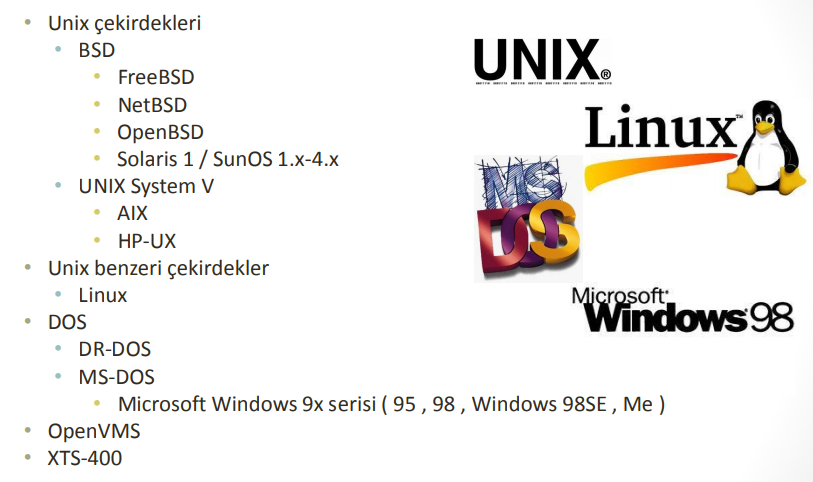 Unix çekirdekleri
BSD
FreeBSD
NetBSD
OpenBSD
Solaris 1 / SunOS 1.x-4.x
UNIX System V
AIX
HP-UX
Unix benzeri çekirdekler
Linux
DOS
DR-DOS
MS-DOS
Microsoft Windows 9x serisi ( 95 , 98 , Windows 98SE , Me )
OpenVMS
XTS-400
UNIX®
Linux™
MS
DOS
Microsoft®
Windows 98